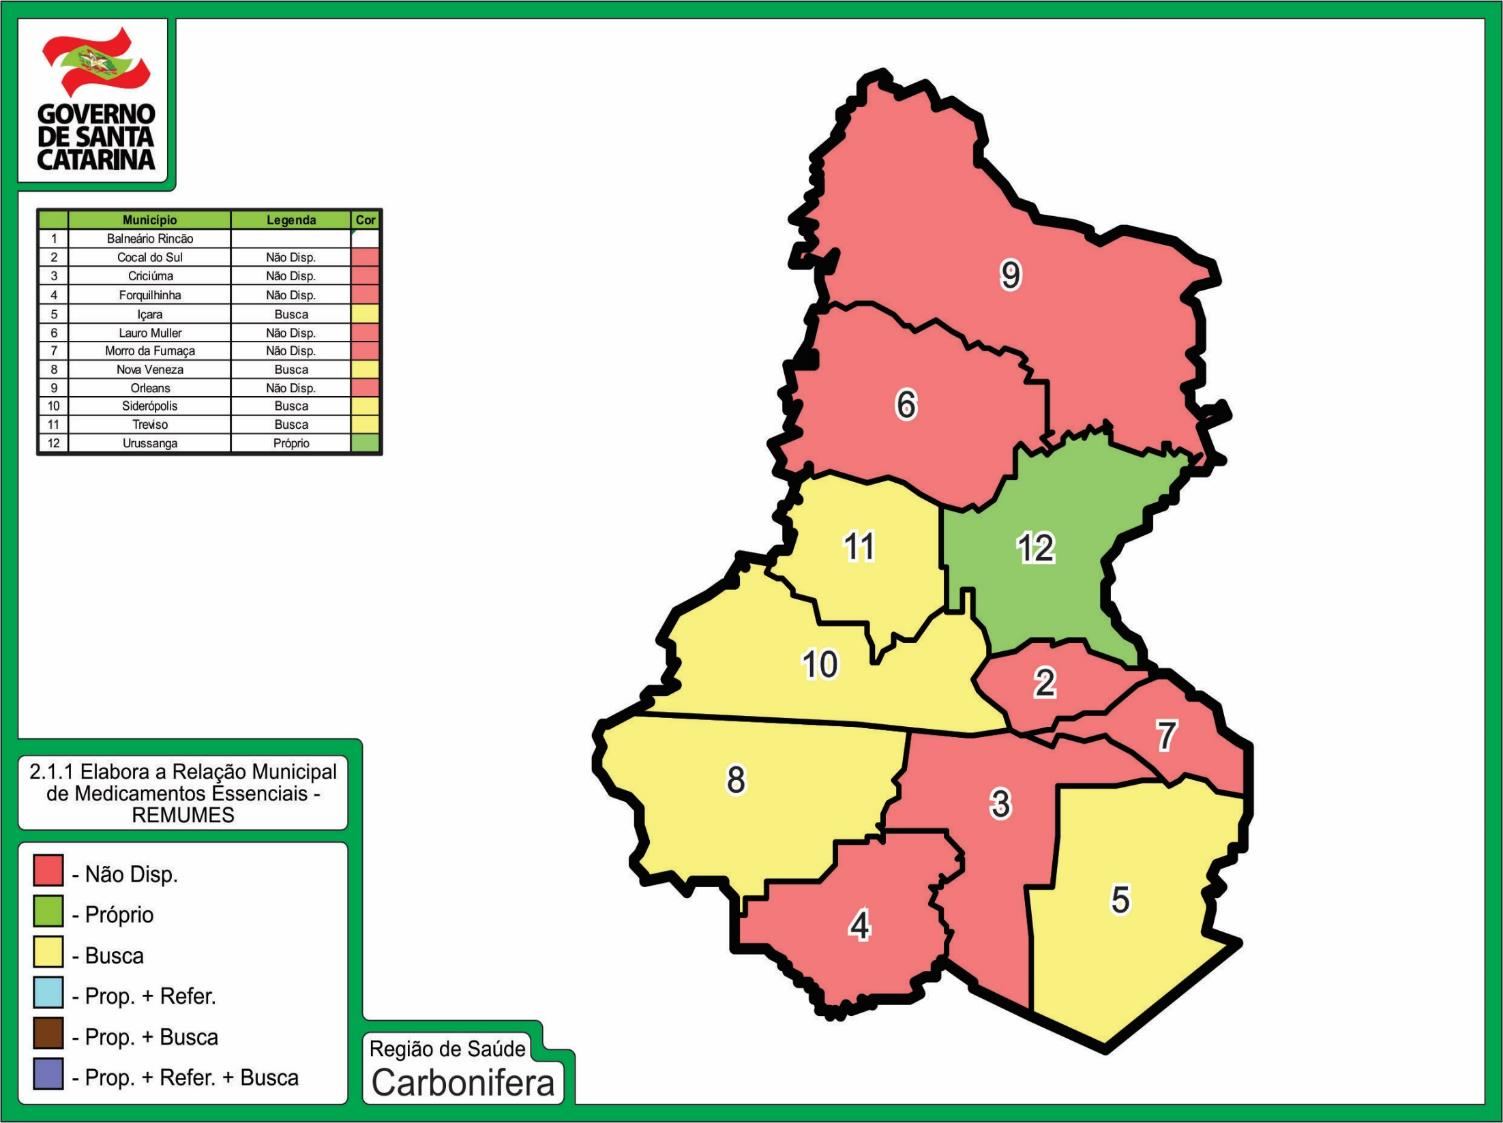 GOVERNO
DE SANTA
CATARINA
Município Legenda Cor
1 Balneário Rincão
2 Cocal do Sul Não Disp.
3 Criciúma Não Disp.
4 Forquilhinha Não Disp.
5 Içara Busca
6 Lauro Muller Não Disp.
7 Morro da Fumaça Não Disp.
8 Nova Veneza Busca
9 Orleans Não Disp.
10 Siderópolis Busca
11 Treviso Busca
12 Urussanga Próprio
9
6
11
12
10
2
7
8
3
5
4
2.1.1 Elabora a Relação Municipal
de Medicamentos Essenciais -
REMUMES
- Não Disp.
- Próprio
- Busca
- Prop. + Refer.
- Prop. + Busca
- Prop. + Refer. + Busca
Região de Saúde
Carbonifera